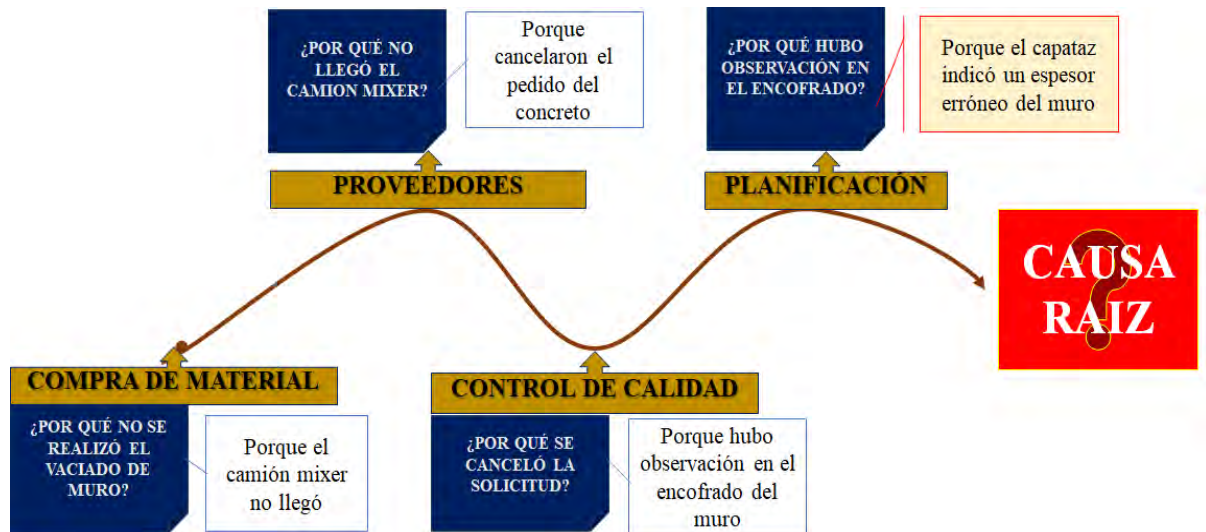 ¿POR QUÉ NO
LLEGÓ EL
CAMION MIXER?
Porque
cancelaron el
pedido del
concreto
PROVEEDORES
¿POR QUÉ HUBO
OBSERVACIÓN EN
EL ENCOFRADO?
Porque el capataz
indicó un espesor
erróneo del muro
PLANIFICACIÓN
CAUSA
RAIZ
?
COMPRA DE MATERIAL
¿POR QUÉ NO SE
REALIZÓ EL
VACIADO DE
MURO?
Porque el
camión mixer
no llegó
CONTROL DE CALIDAD
¿POR QUÉ SE
CANCELÓ LA
SOLICITUD?
Porque hubo
observación en el
encofrado del
muro